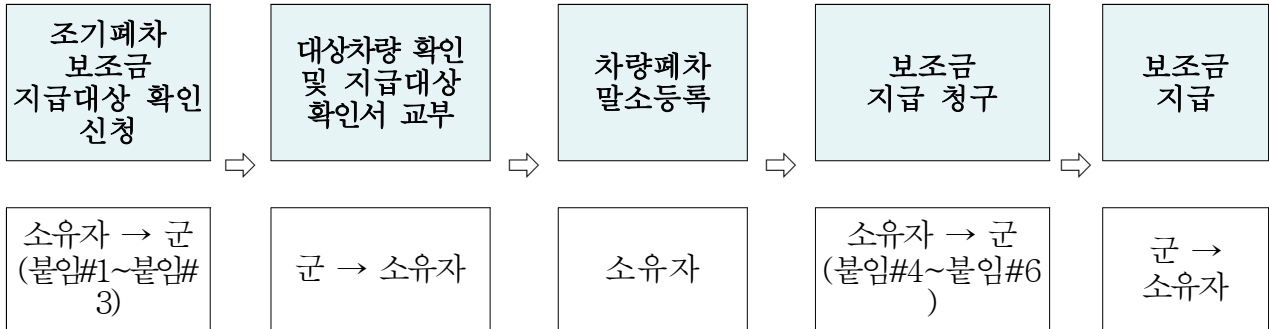 조기폐차
보조금
지급대상 확인
신청
대상차량 확인
및 지급대상
확인서 교부
차량폐차
말소등록
보조금
지급 청구
보조금
지급
⇨
⇨
⇨
⇨
소유자 → 군
(붙임#1~붙임#
3)
군 → 소유자
소유자
소유자 → 군
(붙임#4~붙임#6
)
군 →
소유자